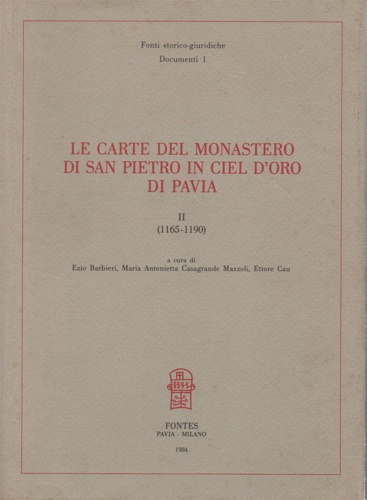 Fonti storico-giuridiche
Documenti 1
LE CARTE DEL MONASTERO
DI SAN PIETRO IN CIEL D'ORO
DI PAVIA
II
(1165-1190)
a cura di
Ezio Barbieri, Maria Antonietta Casagrande Mazzoli, Ettore Cau
FONTES
PAVIA - MILANO
1984